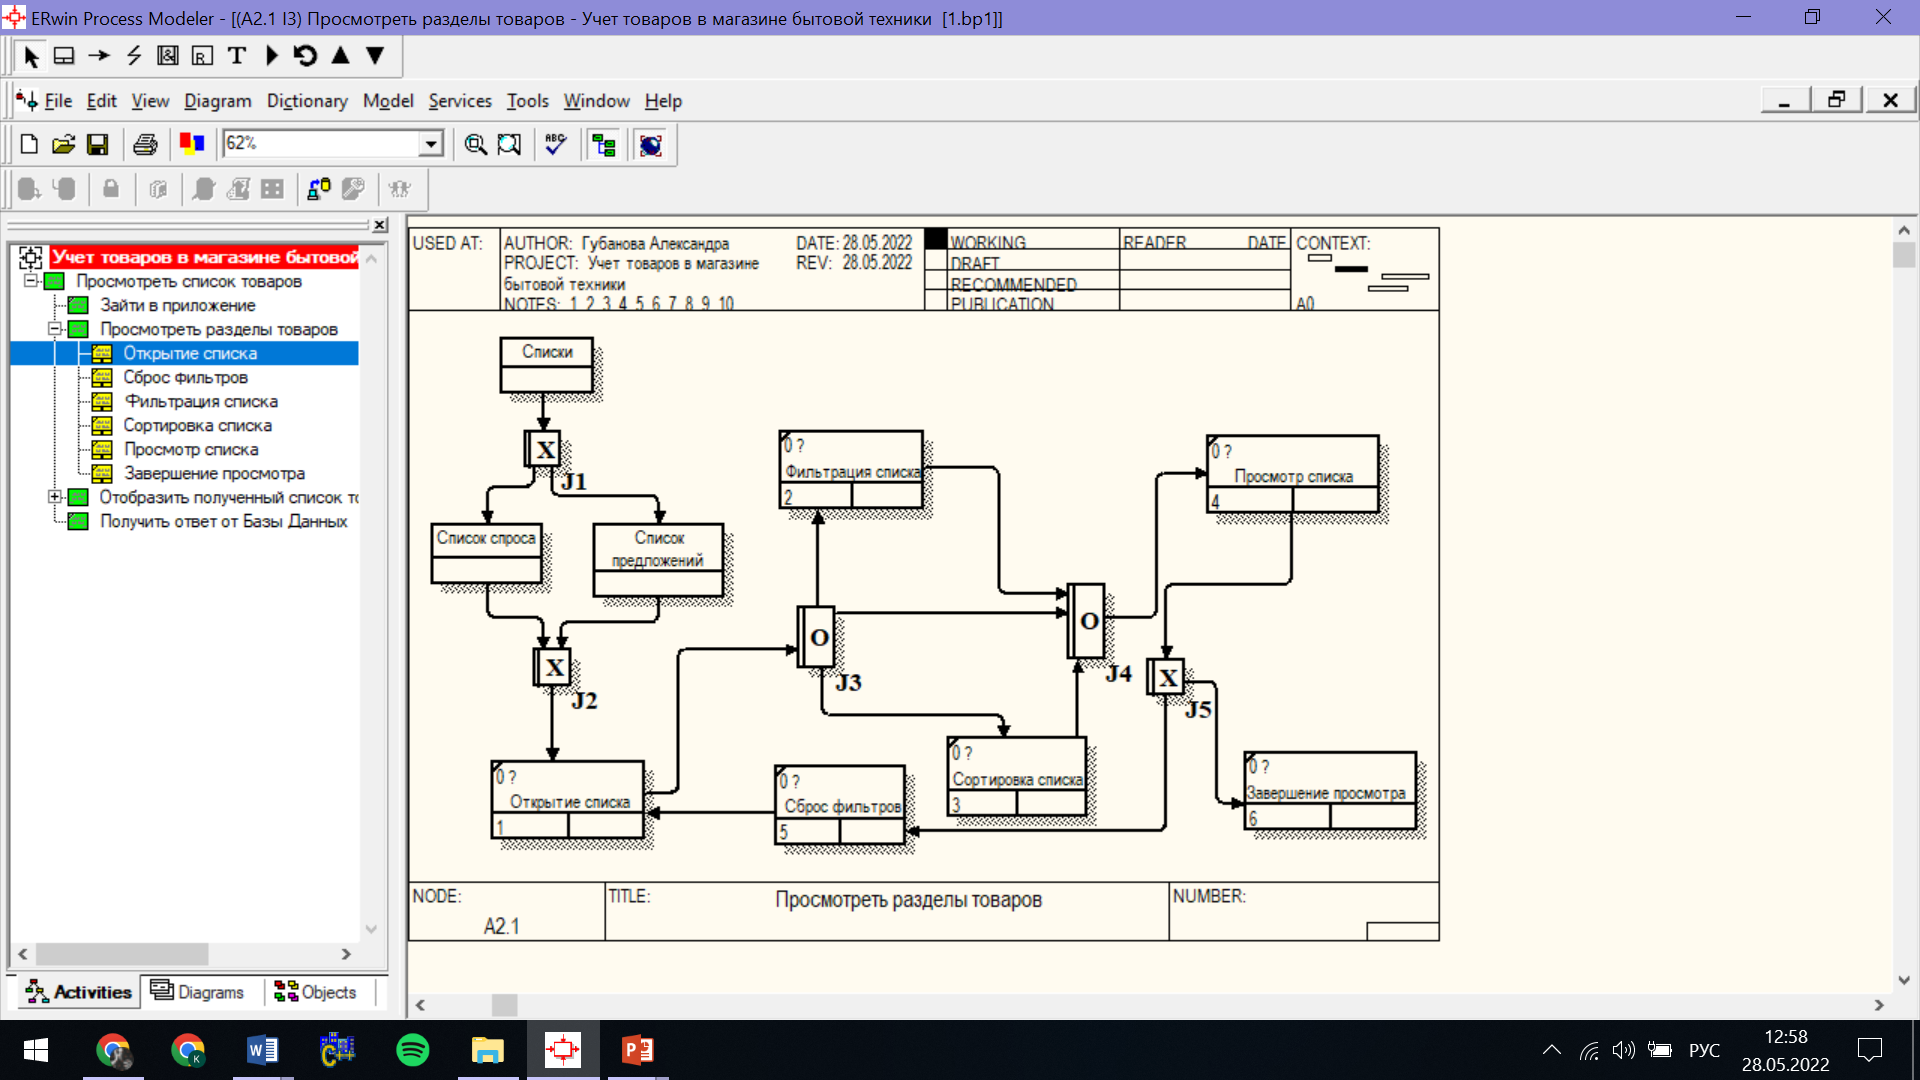 ERwin Process Modeler - [(A2.1 I3) Просмотреть разделы товаров - Учет товаров в магазине бытовой техники [1.bp1]]
File Edit View Diagram Dictionary Model Services Tools Window Help
62%
Учет товаров в магазине бытовой
Просмотреть список товаров
Зайти в приложение
Просмотреть разделы товаров
Открытие списка
Сброс фильтров
Фильтрация списка
Сортировка списка
Просмотр списка
Завершение просмотра
Отобразить полученный список то
Получить ответ от Базы Данных
Activities Diagrams Objects
USED AT:
AUTHOR: Губанова Александра
DATE: 28.05.2022
PROJECT: Учет товаров в магазине
REV: 28.05.2022
бытовой техники
NOTES: 1 2 3 4 5 6 7 8 9 10
WORKING
DRAFT
RECOMMENDED
PUBLICATION
READER
DATE
CONTEXT:
A0
Списки
X
J1
Список спроса
Список
предложений
X
J2
0 ?
Открытие списка
1
0 ?
Фильтрация списка
2
O
J3
0 ?
Сортировка списка
3
0 ?
Сброс фильтров
5
O
J4
0 ?
Просмотр списка
4
X
J5
0 ?
Завершение просмотра
6
NODE:
A2.1
TITLE:
Просмотреть разделы товаров
NUMBER:
РУС
12:58
28.05.2022